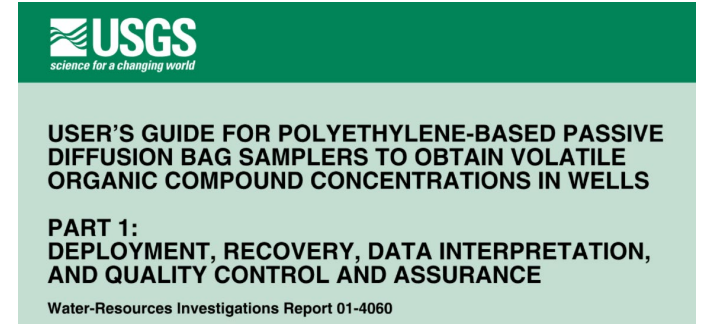 USGS
science for a changing world
USER'S GUIDE FOR POLYETHYLENE-BASED PASSIVE
DIFFUSION BAG SAMPLERS TO OBTAIN VOLATILE
ORGANIC COMPOUND CONCENTRATIONS IN WELLS
PART 1:
DEPLOYMENT, RECOVERY, DATA INTERPRETATION,
AND QUALITY CONTROL AND ASSURANCE
Water-Resources Investigations Report 01-4060